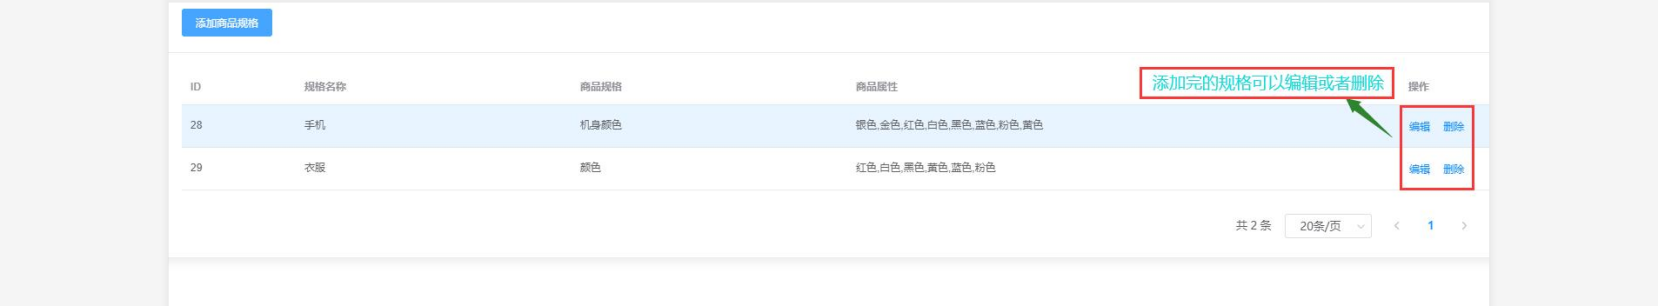 添加商品规格
ID 规格名称 商品规格 商品属性 添加完的规格可以编辑或者删除 操作
28 手机 机身颜色 银色,金色,红色,白色,黑色,蓝色,粉色,黄色 编辑 删除
29 衣服 颜色 红色,白色,黑色,黄色,蓝色,粉色 编辑 删除
共 2 条 20条/页 1